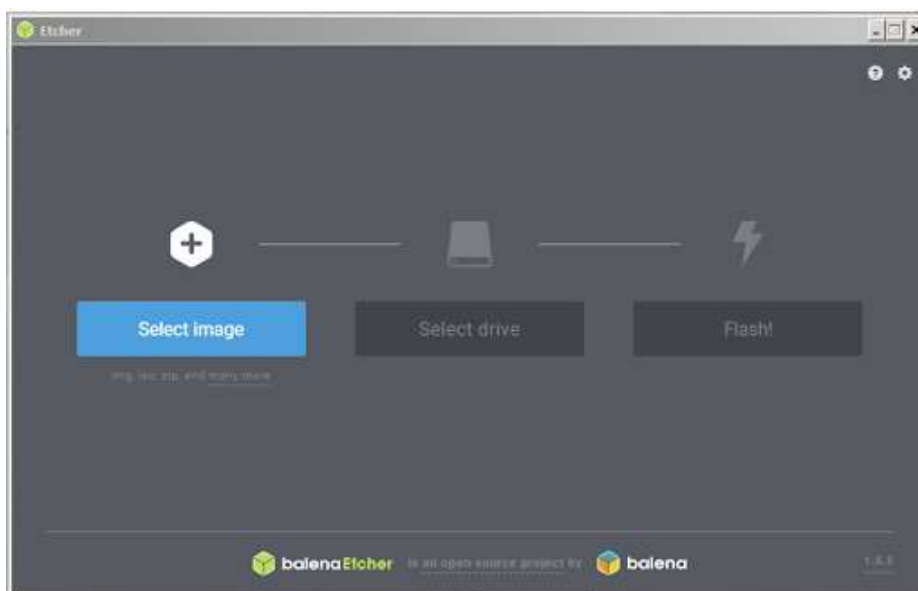 Etcher
Select image
Select drive
Flash!
img, iso, zip, and many more
balenaEtcher is an open source project by balena